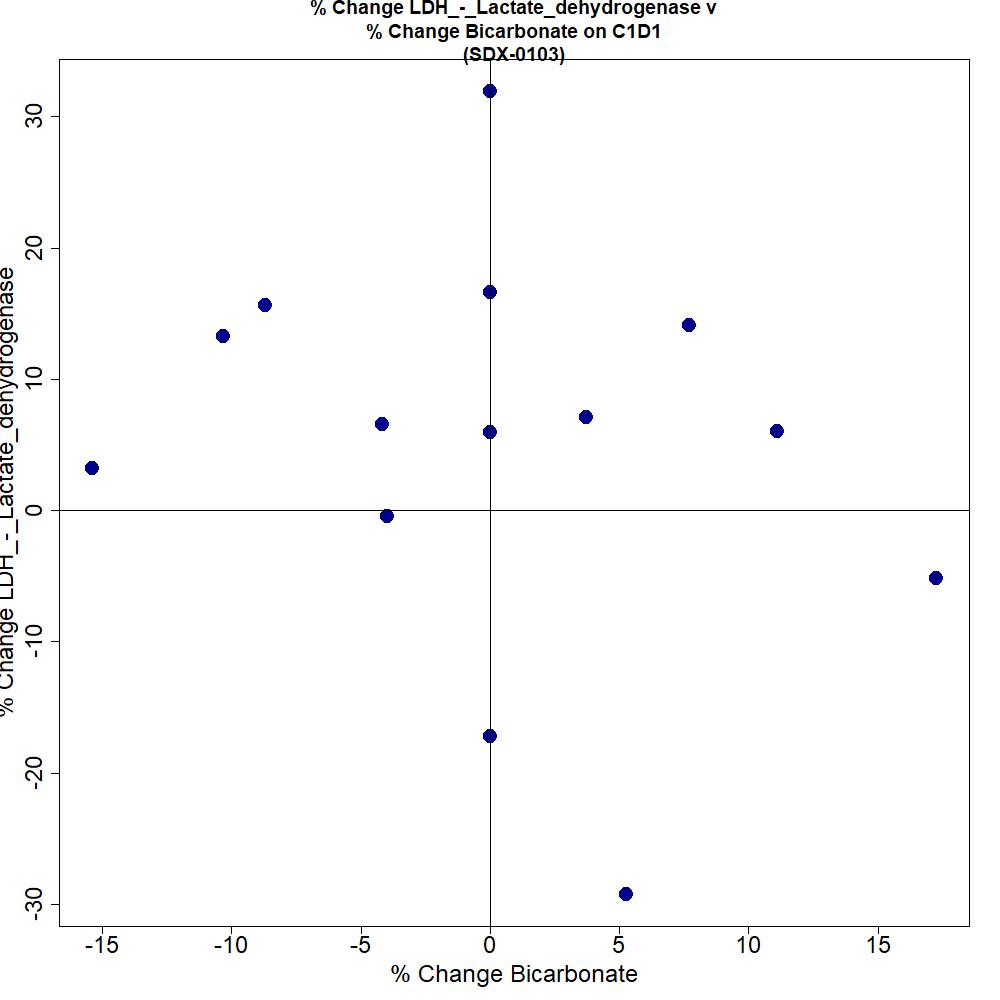 % Change LDH_-_Lactate_dehydrogenase v
% Change Bicarbonate on C1D1
(SDX-0103)
% Change LDH_-_Lactate_dehydrogenase
30
20
10
0
-10
-20
-30
-15 -10 -5 0 5 10 15
% Change Bicarbonate